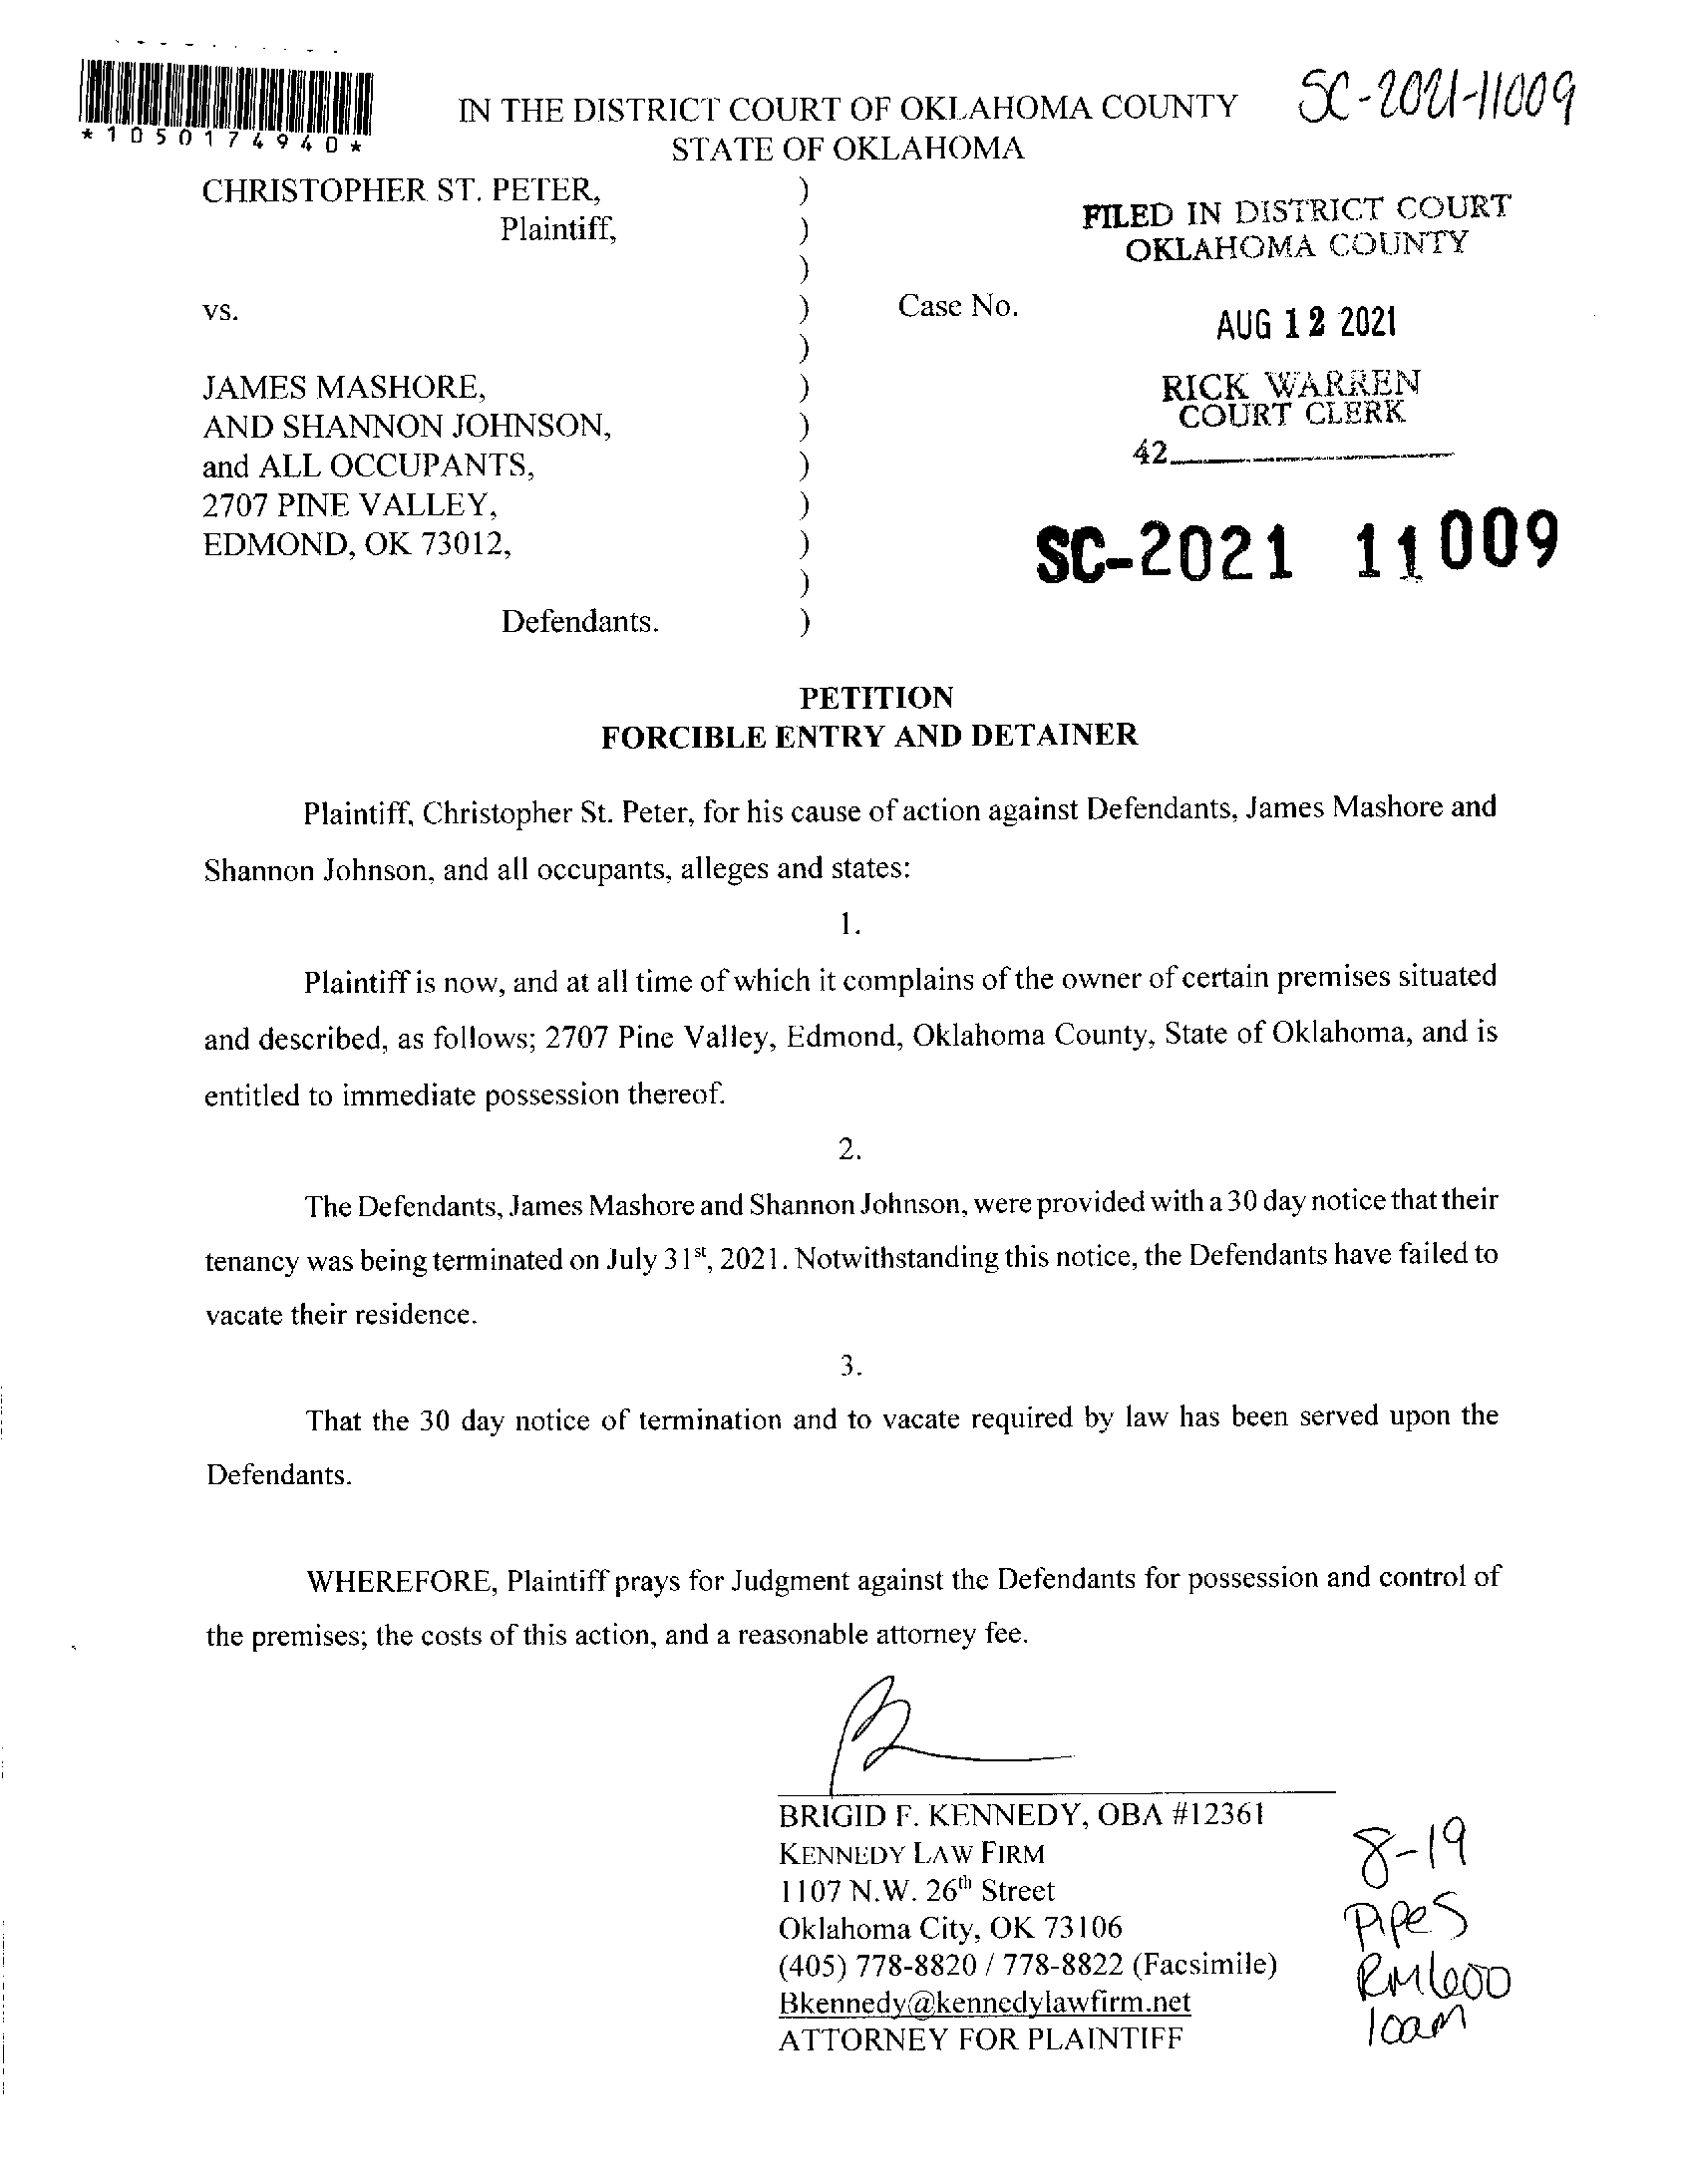 *1050174940*
SC-2021-11009
IN THE DISTRICT COURT OF OKLAHOMA COUNTY
STATE OF OKLAHOMA
CHRISTOPHER ST. PETER, )
Plaintiff, )
)
vs. ) Case No.
)
JAMES MASHORE, )
AND SHANNON JOHNSON, )
and ALL OCCUPANTS, )
2707 PINE VALLEY, )
EDMOND, OK 73012, )
)
Defendants. )
FILED IN DISTRICT COURT
OKLAHOMA COUNTY
AUG 12 2021
RICK WARREN
COURT CLERK
42
SC-2021 11009
PETITION
FORCIBLE ENTRY AND DETAINER
Plaintiff, Christopher St. Peter, for his cause of action against Defendants, James Mashore and
Shannon Johnson, and all occupants, alleges and states:
1.
Plaintiff is now, and at all time of which it complains of the owner of certain premises situated
and described, as follows; 2707 Pine Valley, Edmond, Oklahoma County, State of Oklahoma, and is
entitled to immediate possession thereof.
2.
The Defendants, James Mashore and Shannon Johnson, were provided with a 30 day notice that their
tenancy was being terminated on July 31st, 2021. Notwithstanding this notice, the Defendants have failed to
vacate their residence.
3.
That the 30 day notice of termination and to vacate required by law has been served upon the
Defendants.
WHEREFORE, Plaintiff prays for Judgment against the Defendants for possession and control of
the premises; the costs of this action, and a reasonable attorney fee.
BRIGID F. KENNEDY, OBA #12361
KENNEDY LAW FIRM
1107 N.W. 26th Street
Oklahoma City, OK 73106
(405) 778-8820 / 778-8822 (Facsimile)
Bkennedy@kennedylawfirm.net
ATTORNEY FOR PLAINTIFF
8-19
PipeS
RM600
10am